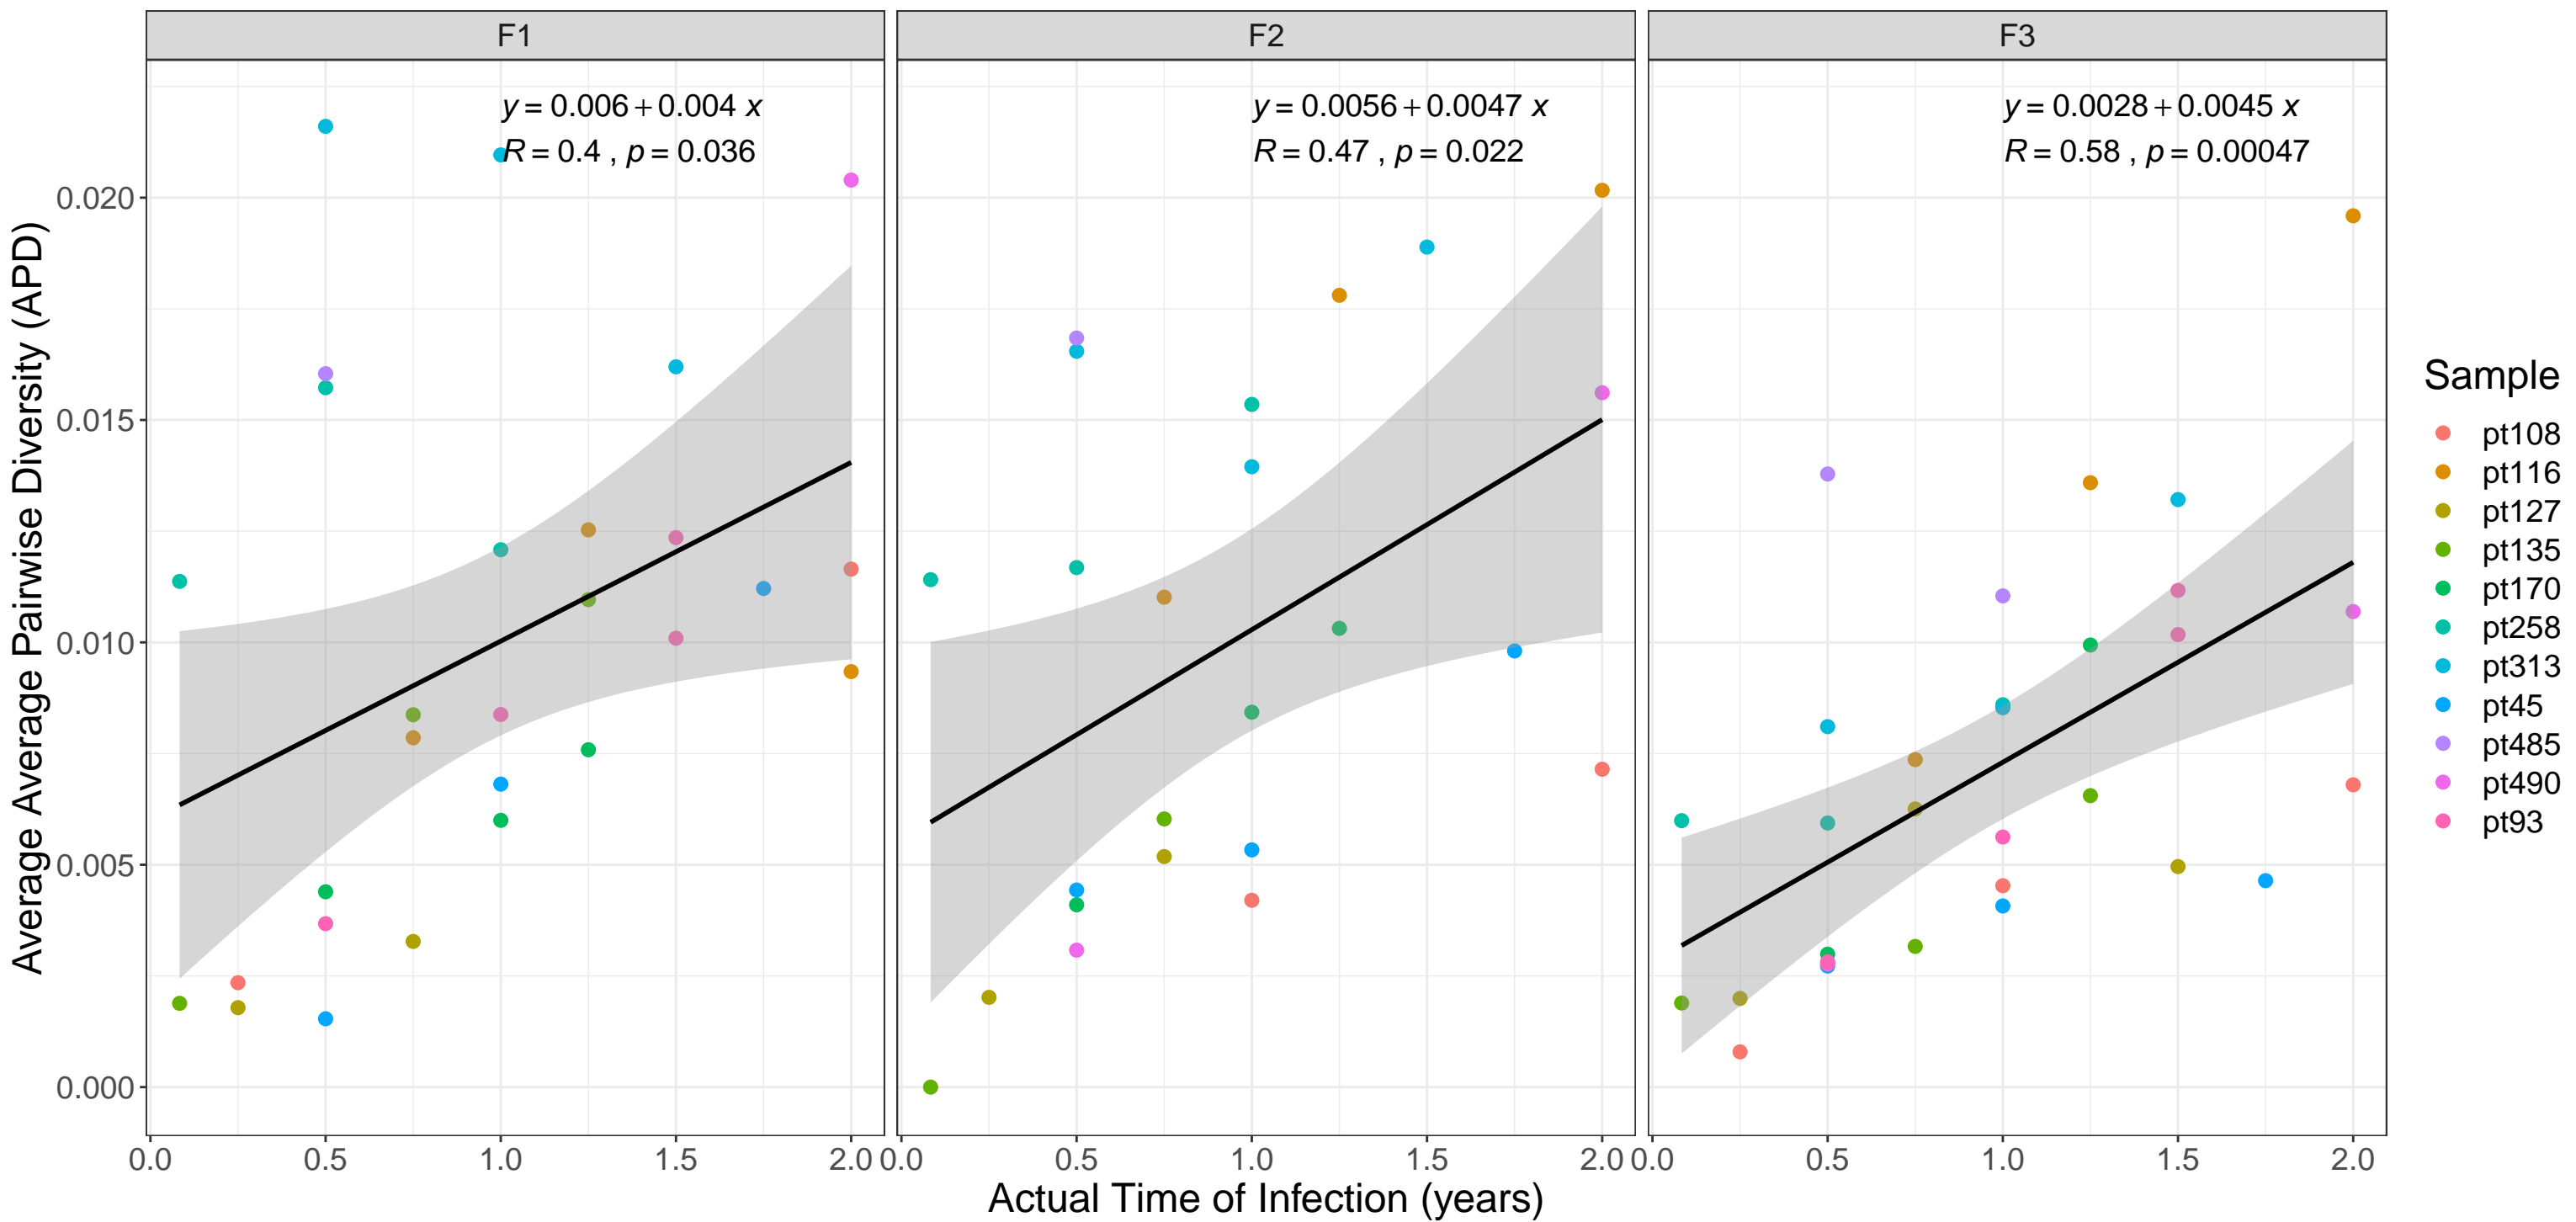 F1
F2
F3
y = 0.006 + 0.004 x
R = 0.4 , p = 0.036
y = 0.0056 + 0.0047 x
R = 0.47 , p = 0.022
y = 0.0028 + 0.0045 x
R = 0.58 , p = 0.00047
Average Average Pairwise Diversity (APD)
0.020
0.015
0.010
0.005
0.000
0.0 0.5 1.0 1.5 2.0
0.0 0.5 1.0 1.5 2.0
0.0 0.5 1.0 1.5 2.0
Actual Time of Infection (years)
Sample
pt108
pt116
pt127
pt135
pt170
pt258
pt313
pt45
pt485
pt490
pt93